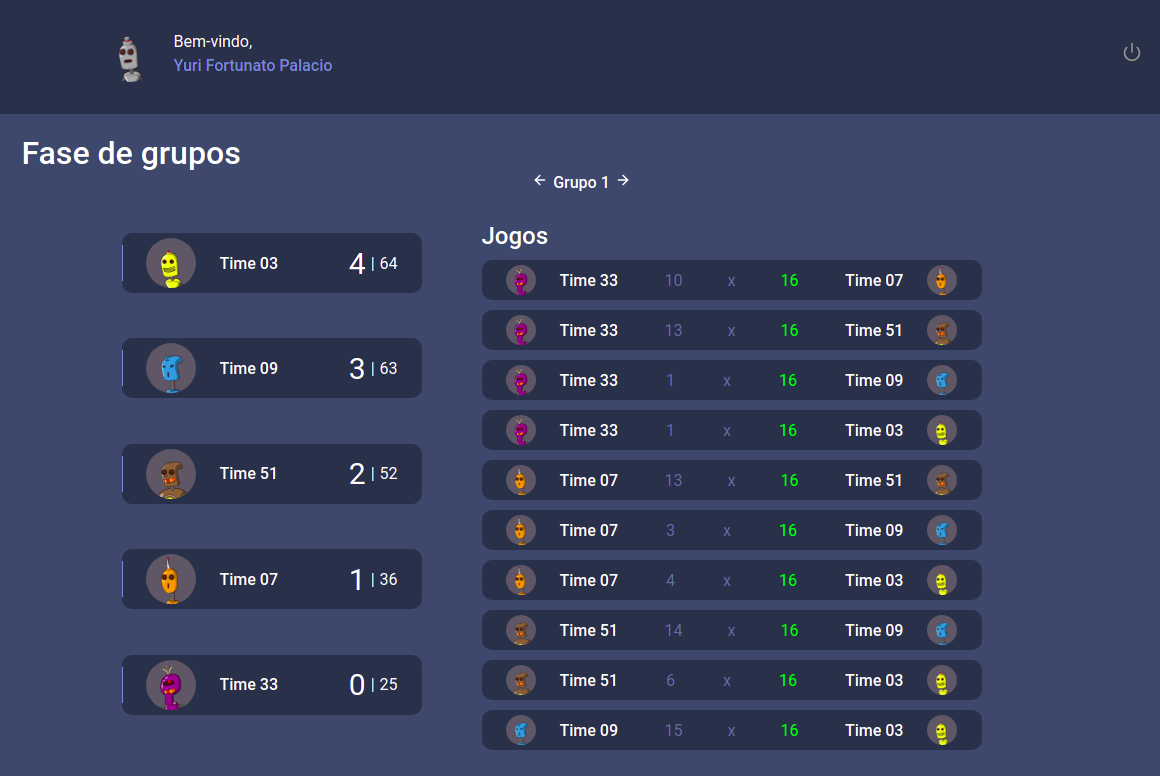 Bem-vindo,
Yuri Fortunato Palacio
Fase de grupos
← Grupo 1 →
Time 03 4 | 64
Time 09 3 | 63
Time 51 2 | 52
Time 07 1 | 36
Time 33 0 | 25
Jogos
Time 33 10 x 16 Time 07
Time 33 13 x 16 Time 51
Time 33 1 x 16 Time 09
Time 33 1 x 16 Time 03
Time 07 13 x 16 Time 51
Time 07 3 x 16 Time 09
Time 07 4 x 16 Time 03
Time 51 14 x 16 Time 09
Time 51 6 x 16 Time 03
Time 09 15 x 16 Time 03